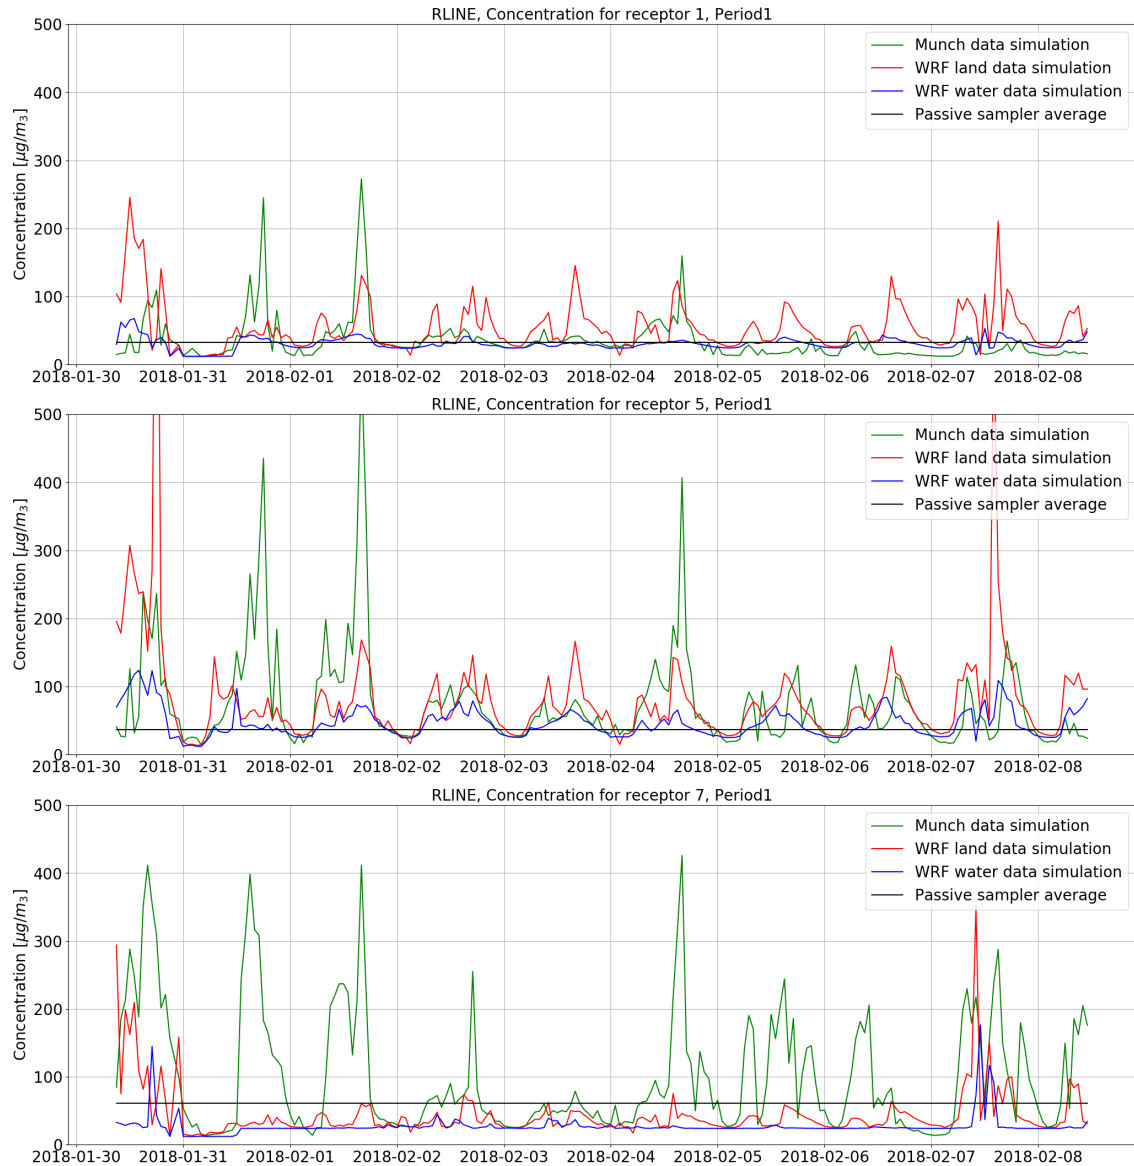 RLINE, Concentration for receptor 1, Period1
500
400
300
200
100
0
Concentration [μg/m₃]
Munch data simulation
WRF land data simulation
WRF water data simulation
Passive sampler average
2018-01-30 2018-01-31 2018-02-01 2018-02-02 2018-02-03 2018-02-04 2018-02-05 2018-02-06 2018-02-07 2018-02-08
RLINE, Concentration for receptor 5, Period1
500
400
300
200
100
0
Concentration [μg/m₃]
Munch data simulation
WRF land data simulation
WRF water data simulation
Passive sampler average
2018-01-30 2018-01-31 2018-02-01 2018-02-02 2018-02-03 2018-02-04 2018-02-05 2018-02-06 2018-02-07 2018-02-08
RLINE, Concentration for receptor 7, Period1
500
400
300
200
100
0
Concentration [μg/m₃]
Munch data simulation
WRF land data simulation
WRF water data simulation
Passive sampler average
2018-01-30 2018-01-31 2018-02-01 2018-02-02 2018-02-03 2018-02-04 2018-02-05 2018-02-06 2018-02-07 2018-02-08